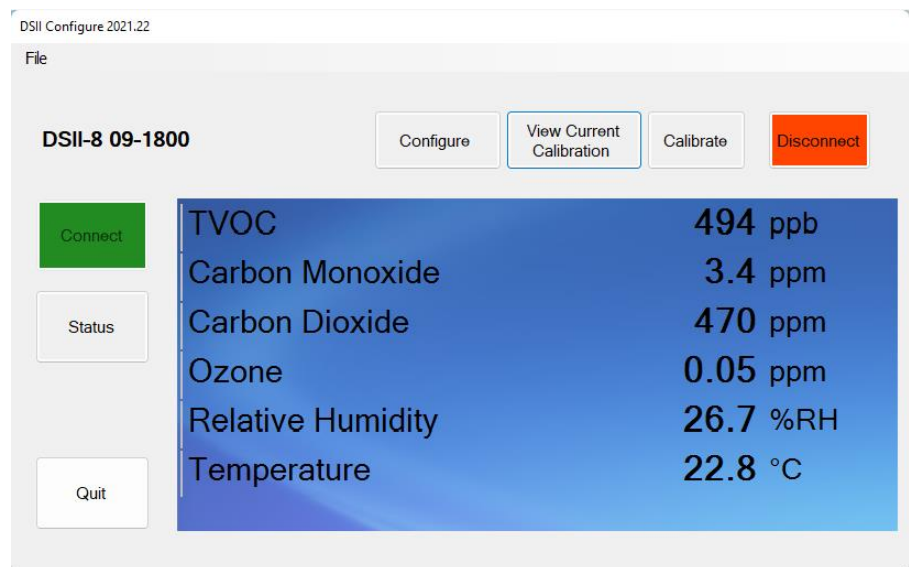 DSII Configure 2021.22
File
DSII-8 09-1800
Configure
View Current
Calibration
Calibrate
Disconnect
Connect
Status
Quit
TVOC 494 ppb
Carbon Monoxide 3.4 ppm
Carbon Dioxide 470 ppm
Ozone 0.05 ppm
Relative Humidity 26.7 %RH
Temperature 22.8 °C